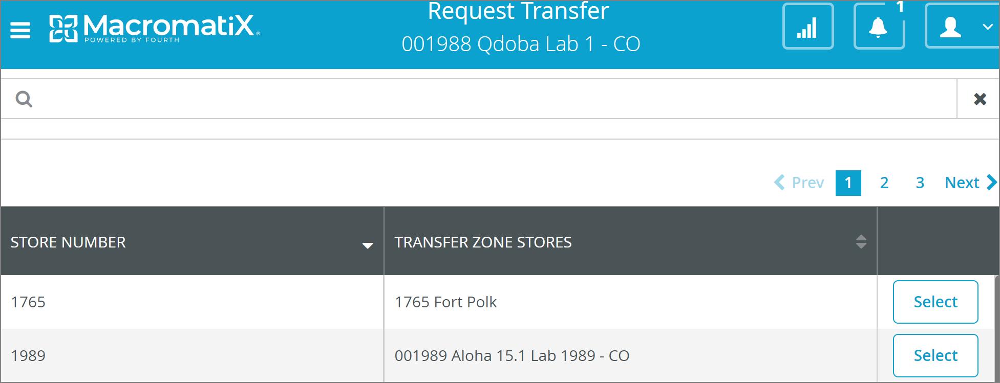 Request Transfer
MacromatiX®
POWERED BY FOURTH
001988 Qdoba Lab 1 - CO
1
Prev 1 2 3 Next
STORE NUMBER TRANSFER ZONE STORES
1765 1765 Fort Polk Select
1989 001989 Aloha 15.1 Lab 1989 - CO Select